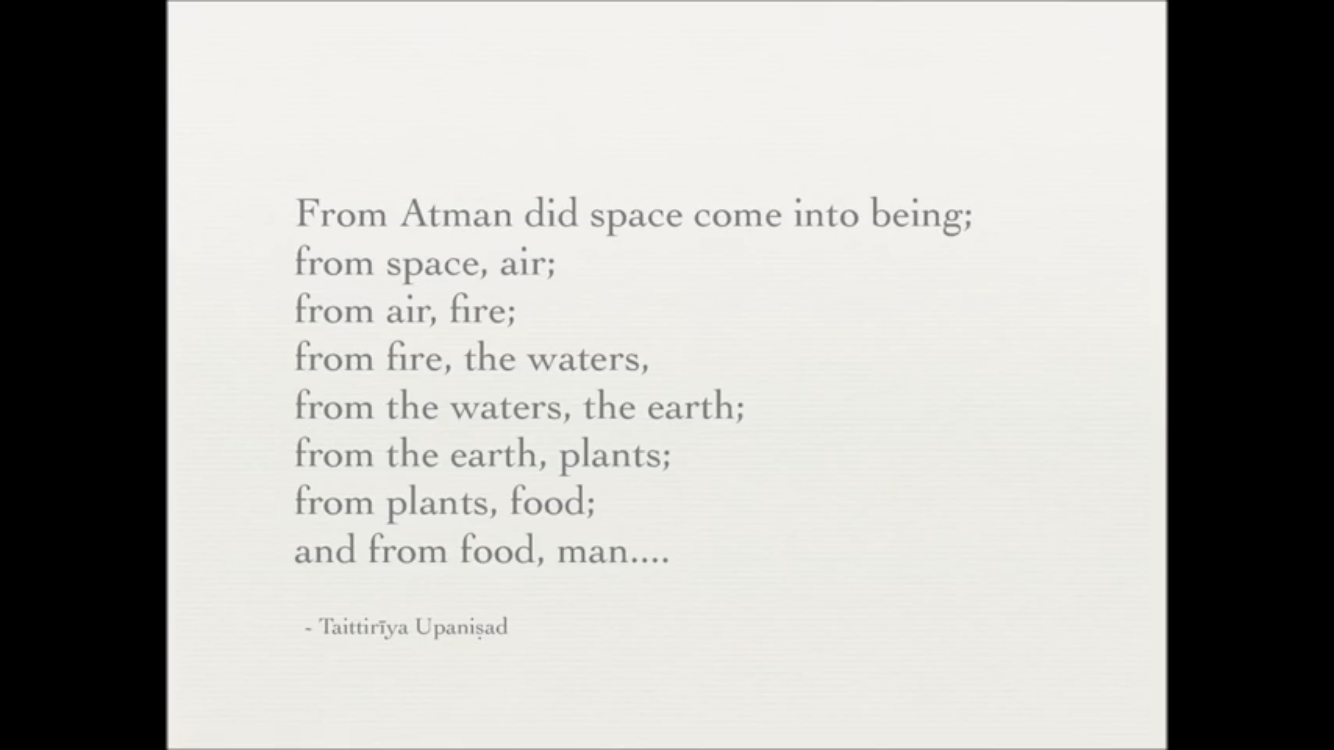 From Atman did space come into being;
from space, air;
from air, fire;
from fire, the waters,
from the waters, the earth;
from the earth, plants;
from plants, food;
and from food, man....
- Taittirīya Upaniṣad